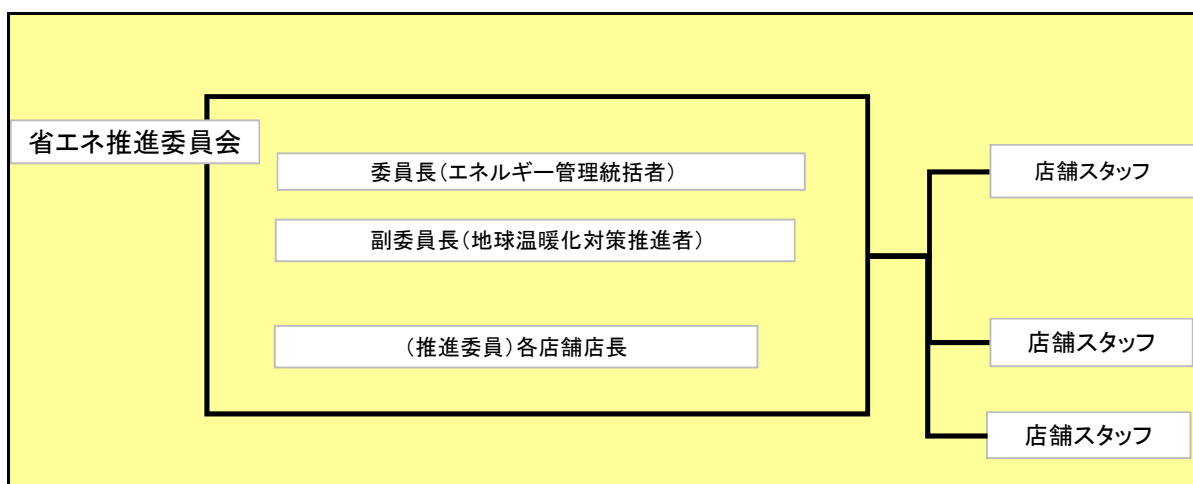 省エネ推進委員会
委員長(エネルギー管理統括者)
副委員長(地球温暖化対策推進者)
(推進委員)各店舗店長
店舗スタッフ
店舗スタッフ
店舗スタッフ